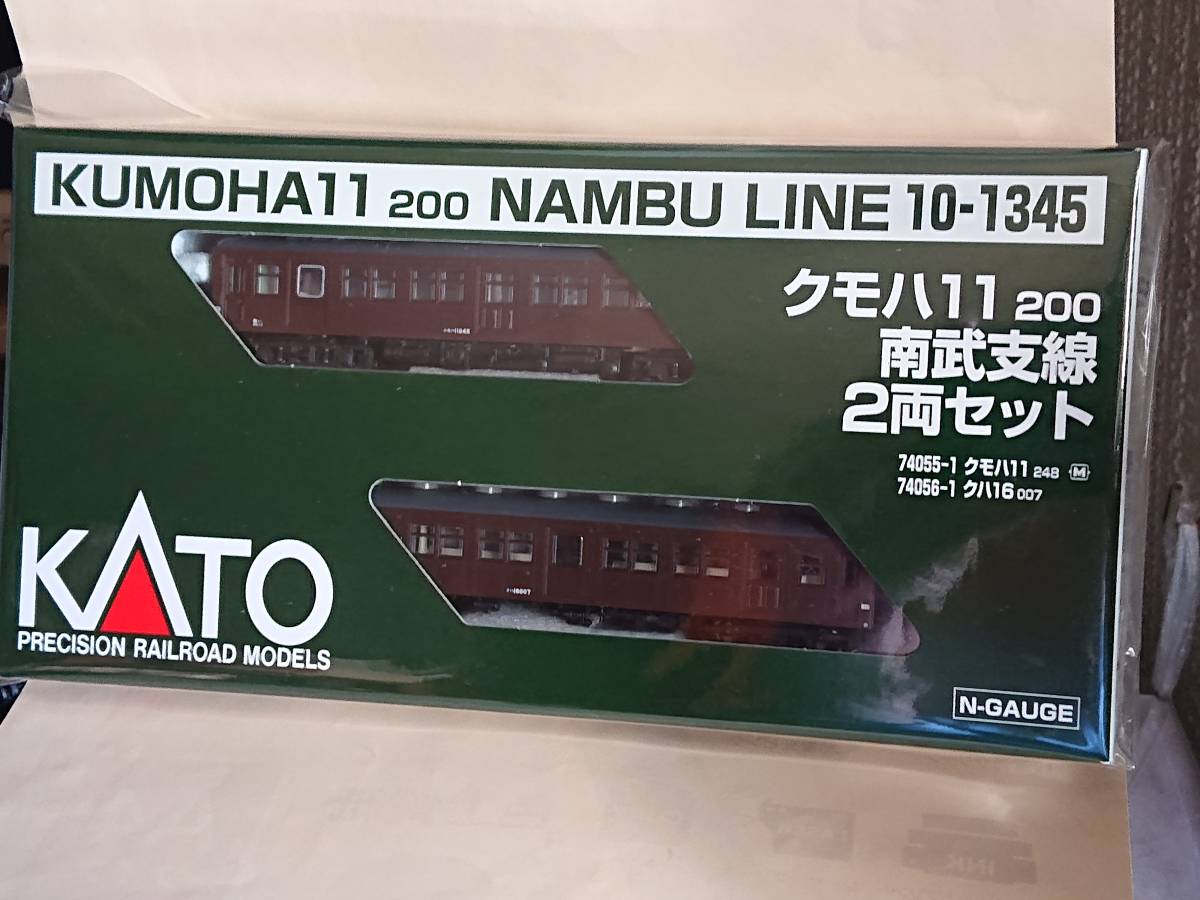 KUMOHA11 200 NAMBU LINE 10-1345
クモハ11 200
南武支線
2両セット
74055-1 クモハ11 248 M
74056-1 クハ16 007
KATO
PRECISION RAILROAD MODELS
N-GAUGE